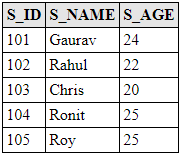 S_ID S_NAME S_AGE
101 Gaurav 24
102 Rahul 22
103 Chris 20
104 Ronit 25
105 Roy 25